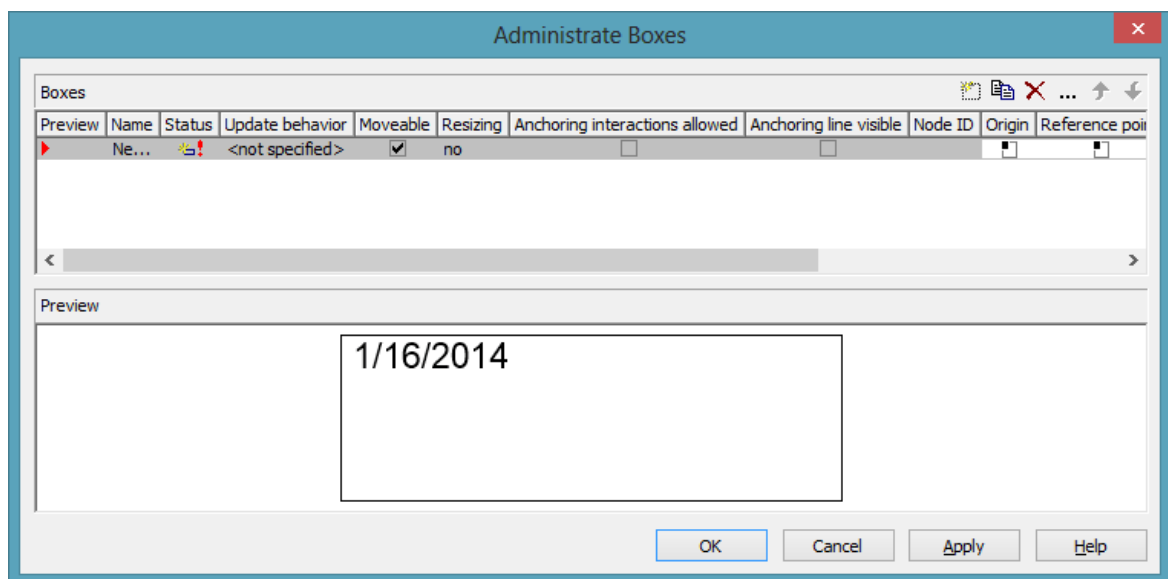 Administrate Boxes
Boxes
...
Preview Name Status Update behavior Moveable Resizing Anchoring interactions allowed Anchoring line visible Node ID Origin Reference poi
Ne... <not specified> no
Preview
1/16/2014
OK Cancel Apply Help